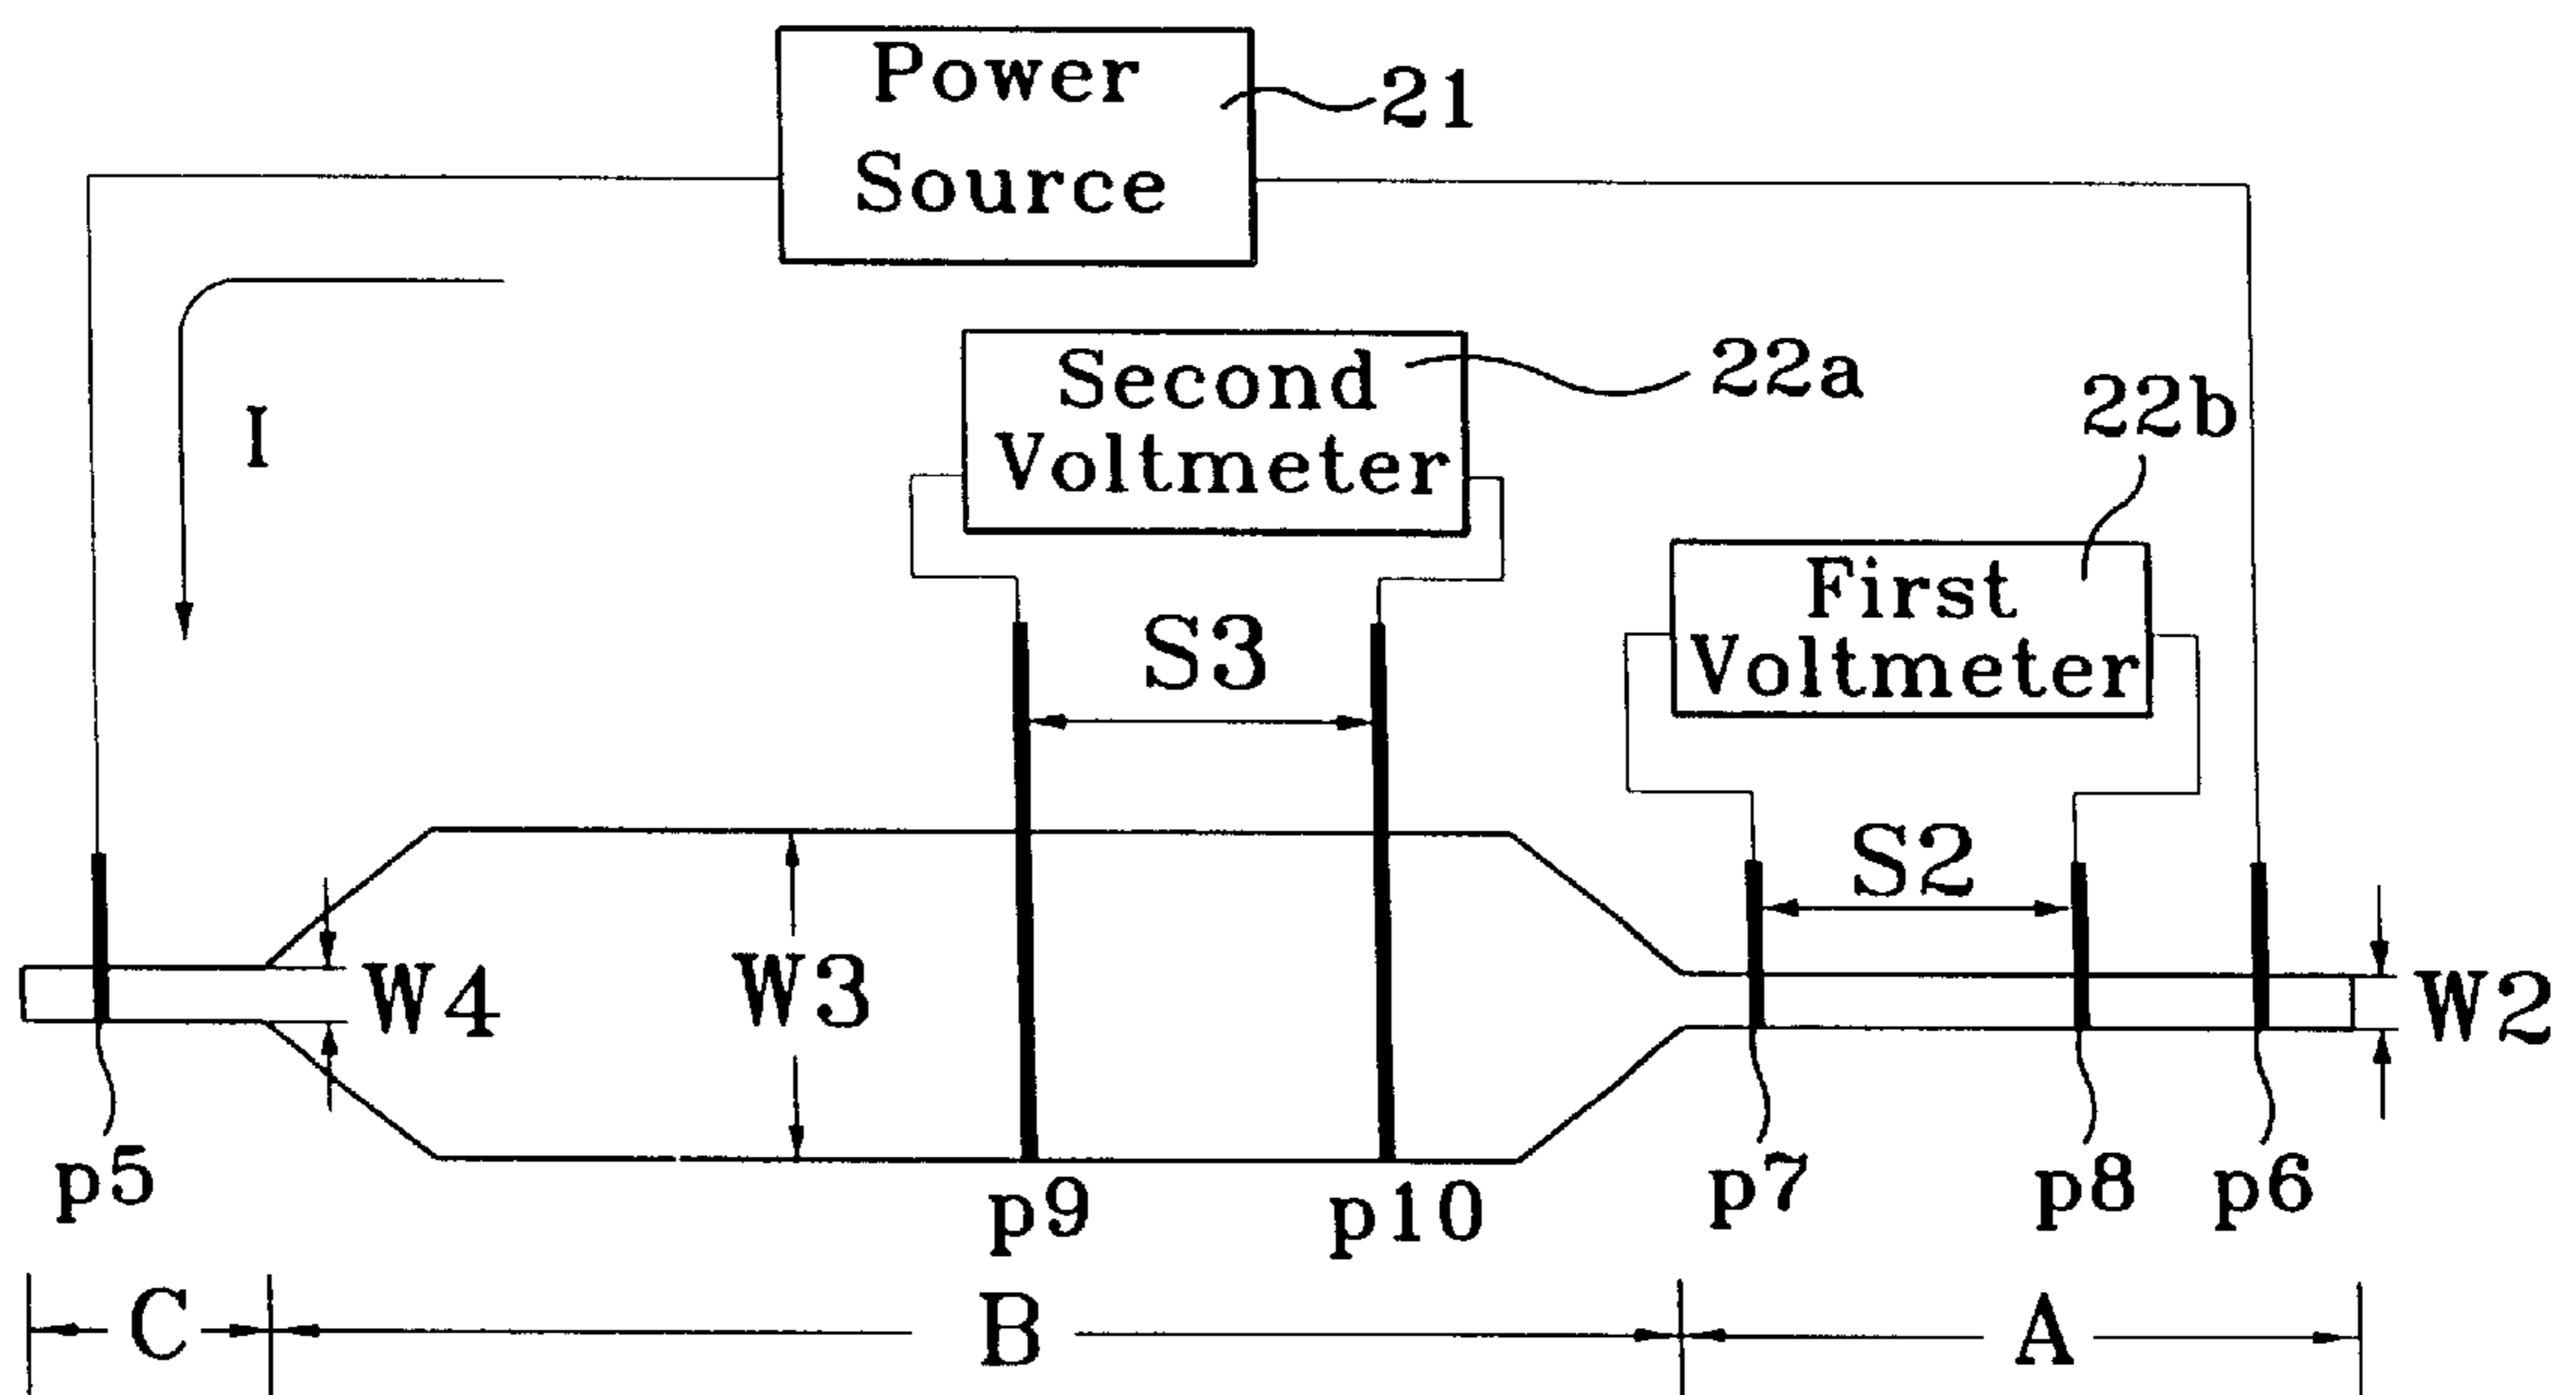 Power
Source
21
I
Second
Voltmeter
22a
22b
First
Voltmeter
S3
S2
W4
W3
W2
p5
p9
p10
p7
p8
p6
C
B
A